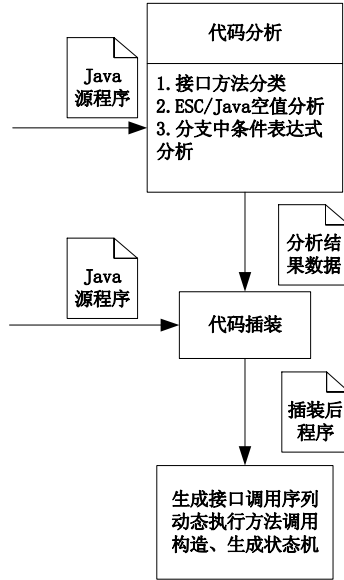 代码分析
Java
源程序
1.接口方法分类
2.ESC/Java空值分析
3.分支中条件表达式
分析
分析结
果数据
Java
源程序
代码插装
插装后
程序
生成接口调用序列
动态执行方法调用
构造、生成状态机